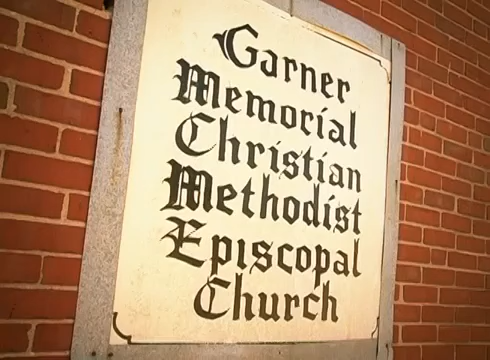 Garner
Memorial
Christian
Methodist
Episcopal
Church